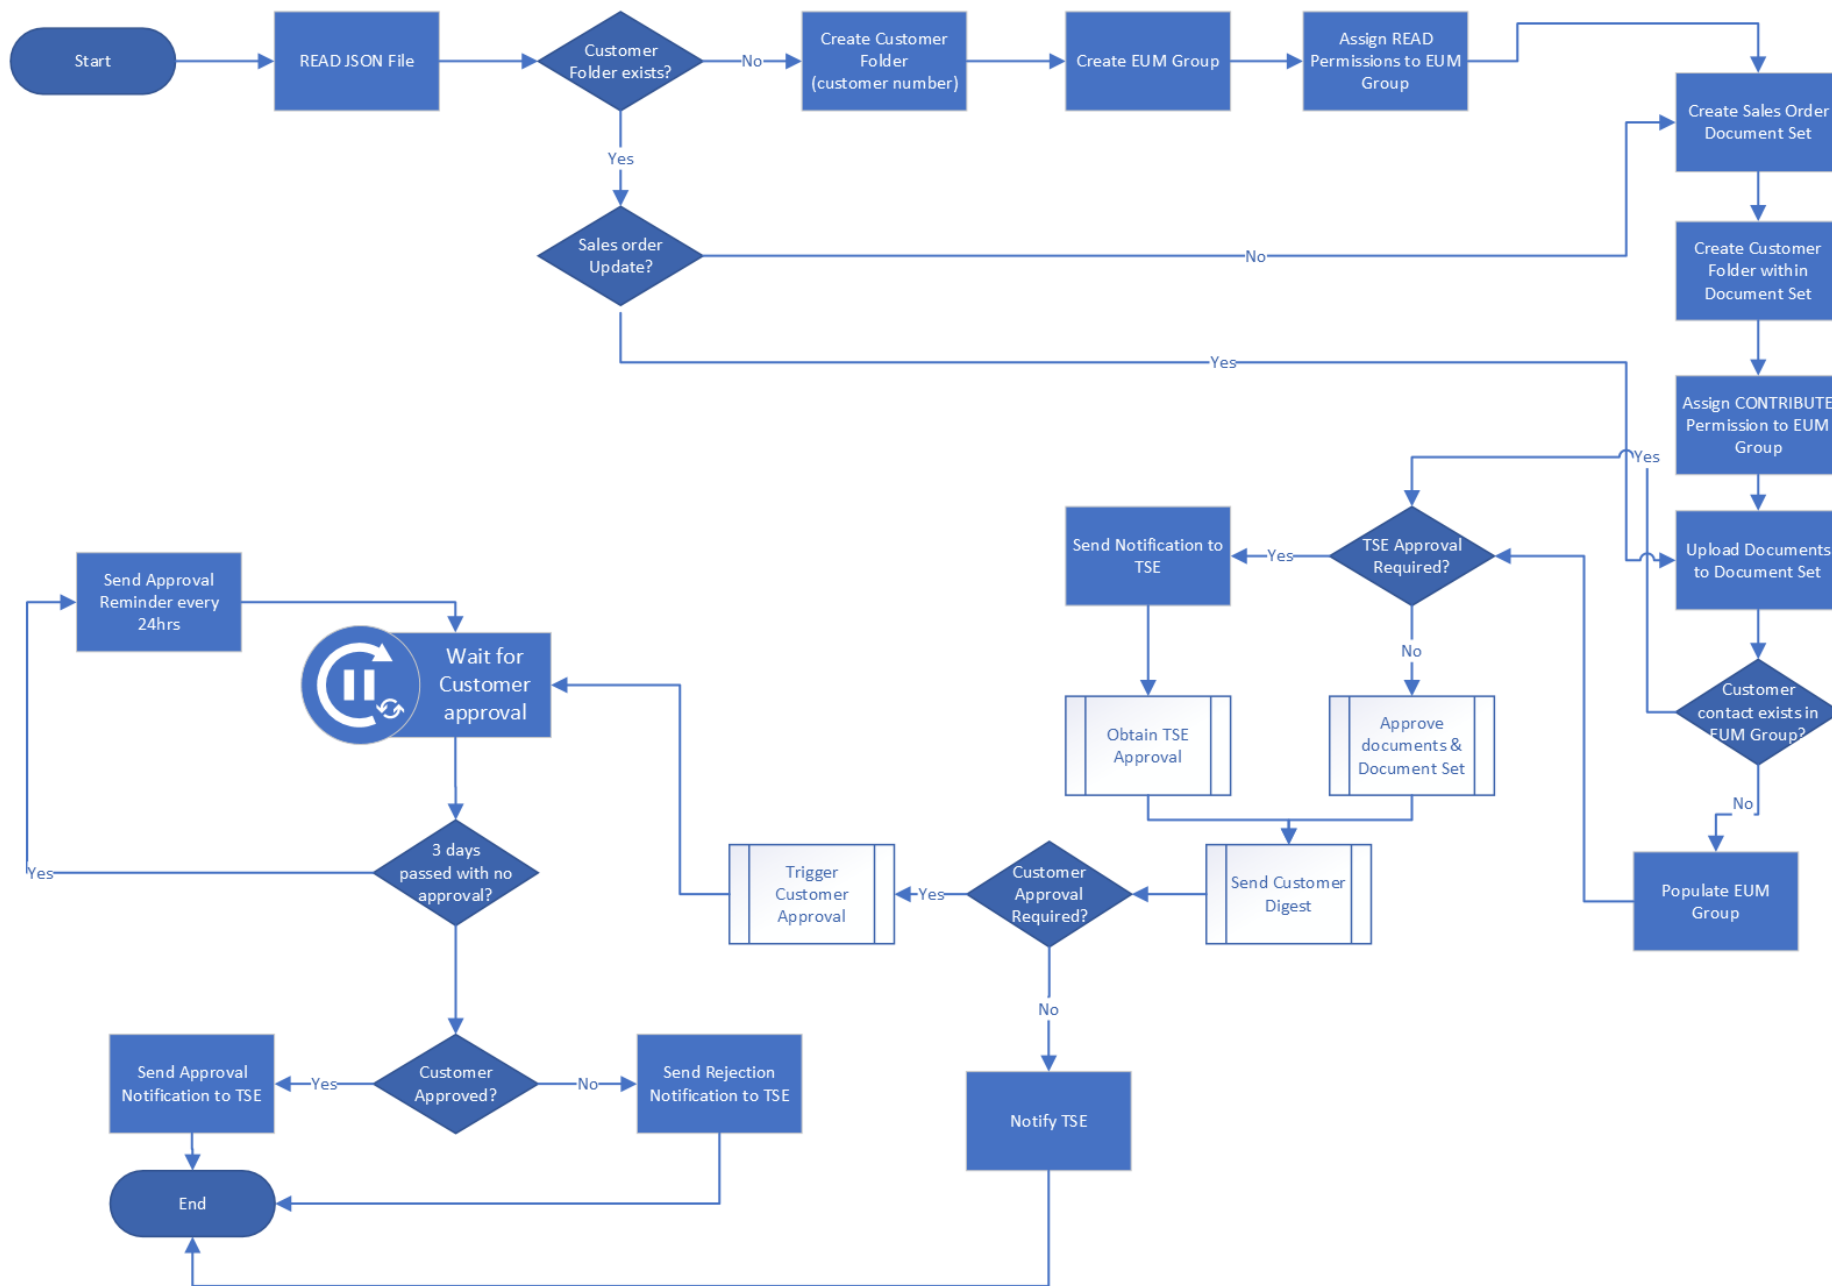 Start
READ JSON File
Customer
Folder exists?
No
Create Customer
Folder
(customer number)
Create EUM Group
Assign READ
Permissions to EUM
Group
Create Sales Order
Document Set
Yes
Sales order
Update?
No
Create Customer
Folder within
Document Set
Yes
Assign CONTRIBUTE
Permission to EUM
Group
Yes
Send Notification to
TSE
Yes
TSE Approval
Required?
Upload Documents
to Document Set
Send Approval
Reminder every
24hrs
Wait for
Customer
approval
No
Customer
contact exists in
EUM Group?
Obtain TSE
Approval
Approve
documents &
Document Set
No
Yes
3 days
passed with no
approval?
Trigger
Customer
Approval
Yes
Customer
Approval
Required?
Send Customer
Digest
Populate EUM
Group
No
Send Approval
Notification to TSE
Yes
Customer
Approved?
No
Send Rejection
Notification to TSE
Notify TSE
End